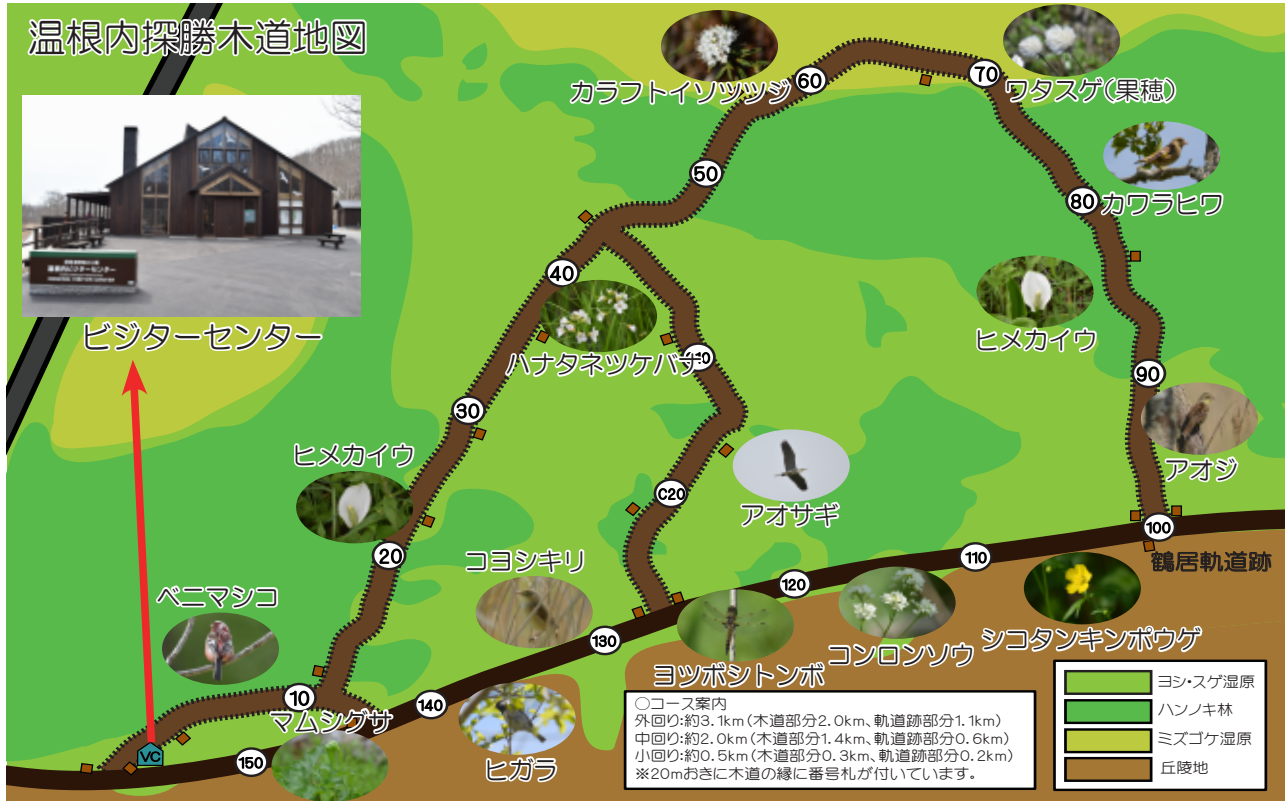 温根内探勝木道地図
カラフトイソツツジ
60
70
ワタスゲ(果穂)
50
80
カワラヒワ
40
ヒメカイウ
ビジターセンター
ハナタネツケバナ
90
30
ヒメカイウ
アオジ
アオサギ
C20
20
100
鶴居軌道跡
コヨシキリ
110
120
ベニマシコ
130
シコタンキンポウゲ
コンロンソウ
ヨツボシトンボ
10
マムシグサ
140
ヒガラ
150
VC
○コース案内
外回り:約3.1km(木道部分2.0km、軌道跡部分1.1km)
中回り:約2.0km(木道部分1.4km、軌道跡部分0.6km)
小回り:約0.5km(木道部分0.3km、軌道跡部分0.2km)
※20mおきに木道の縁に番号札が付いています。
ヨシ・スゲ湿原
ハンノキ林
ミズゴケ湿原
丘陵地